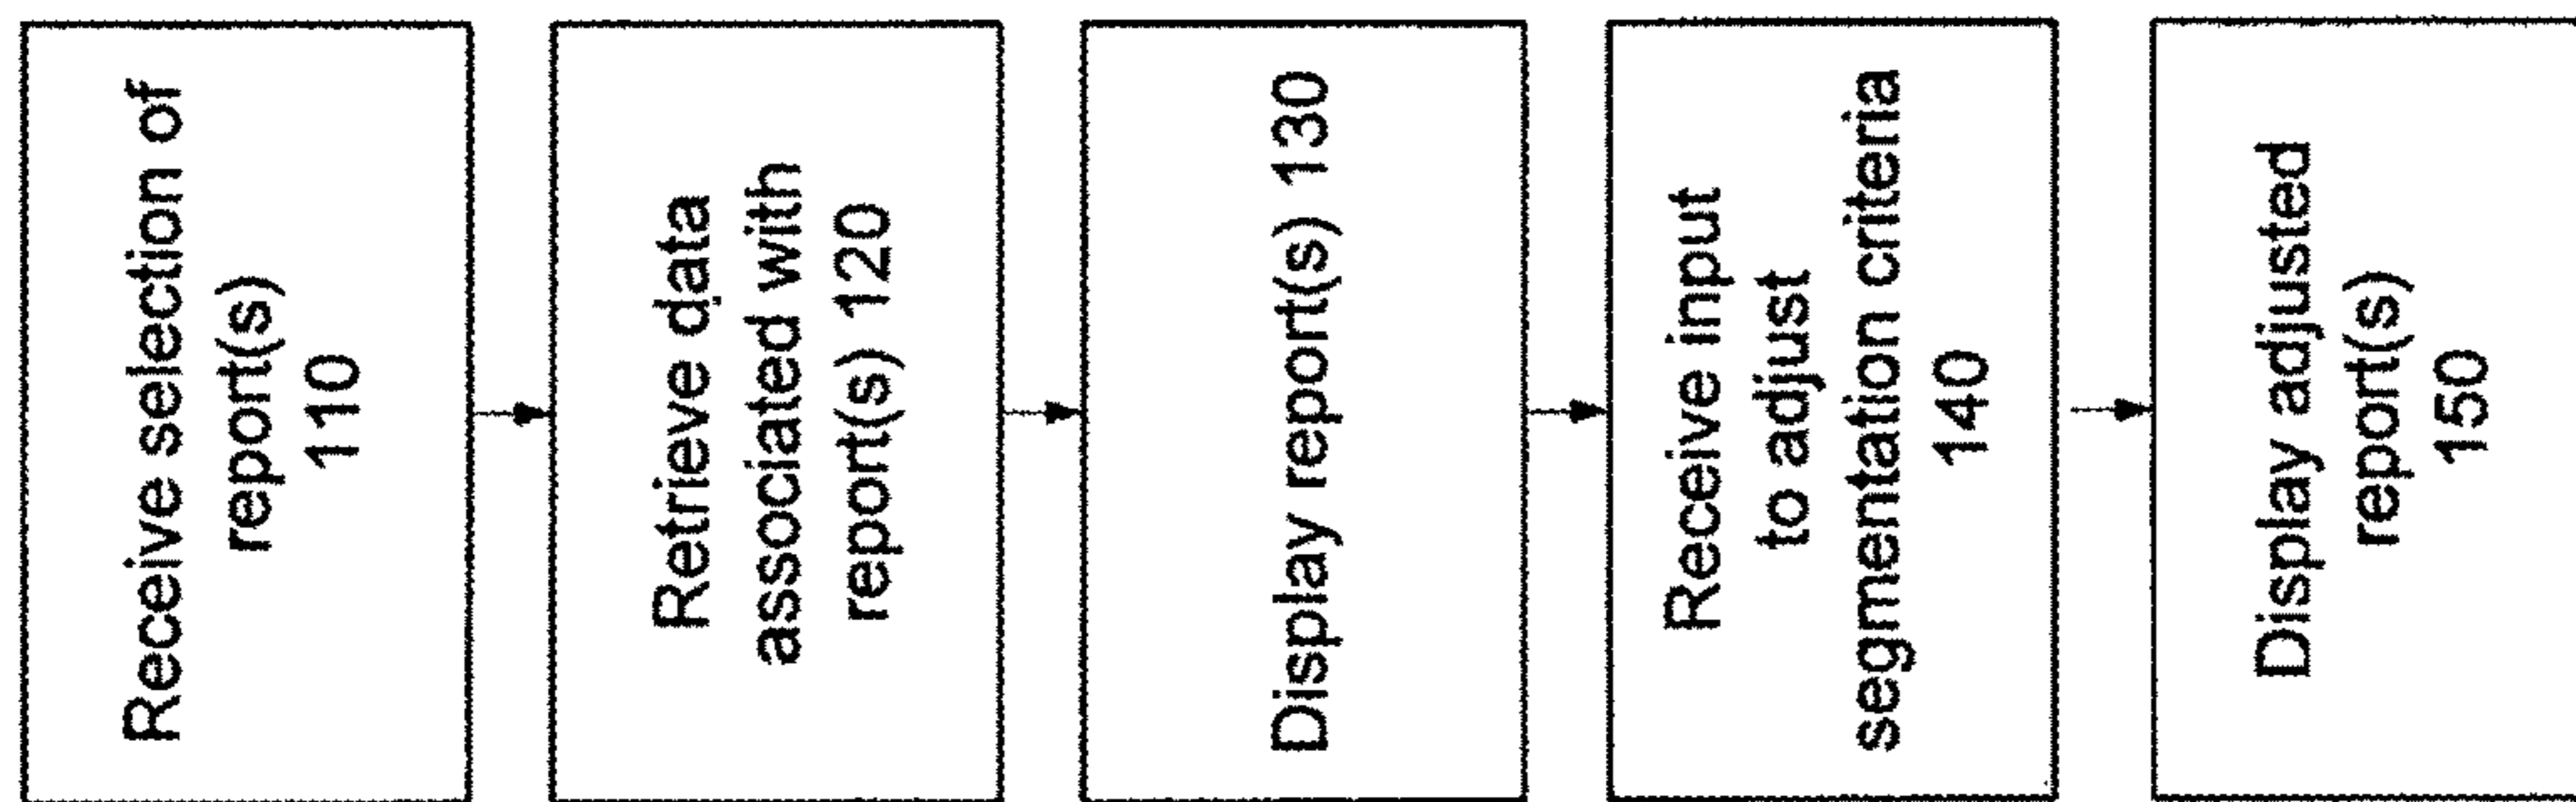 Receive selection of
report(s)
110
Retrieve data
associated with
report(s) 120
Display report(s) 130
Receive input
to adjust
segmentation criteria
140
Display adjusted
report(s)
150